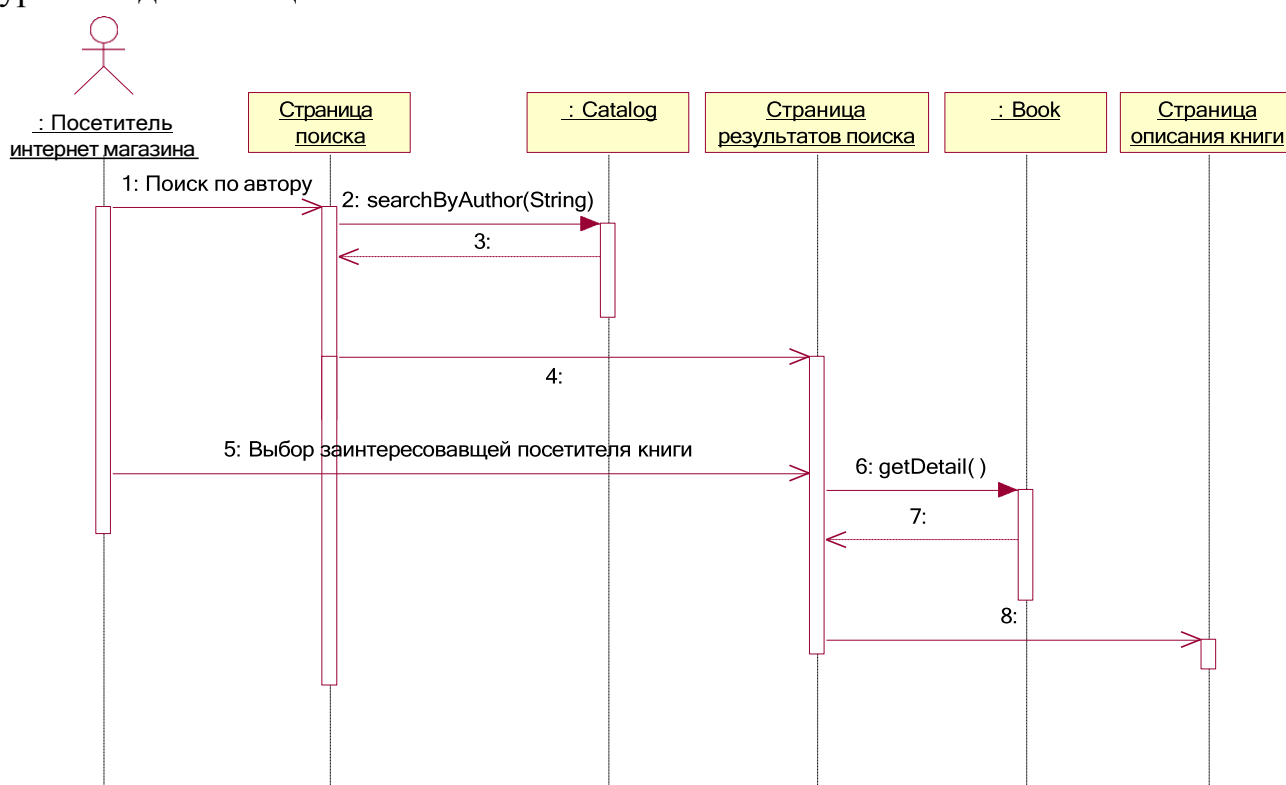 : Посетитель
интернет магазина
Страница
поиска
: Catalog
Страница
результатов поиска
: Book
Страница
описания книги
1: Поиск по автору
2: searchByAuthor(String)
3:
4:
5: Выбор заинтересовавщей посетителя книги
6: getDetail( )
7:
8: